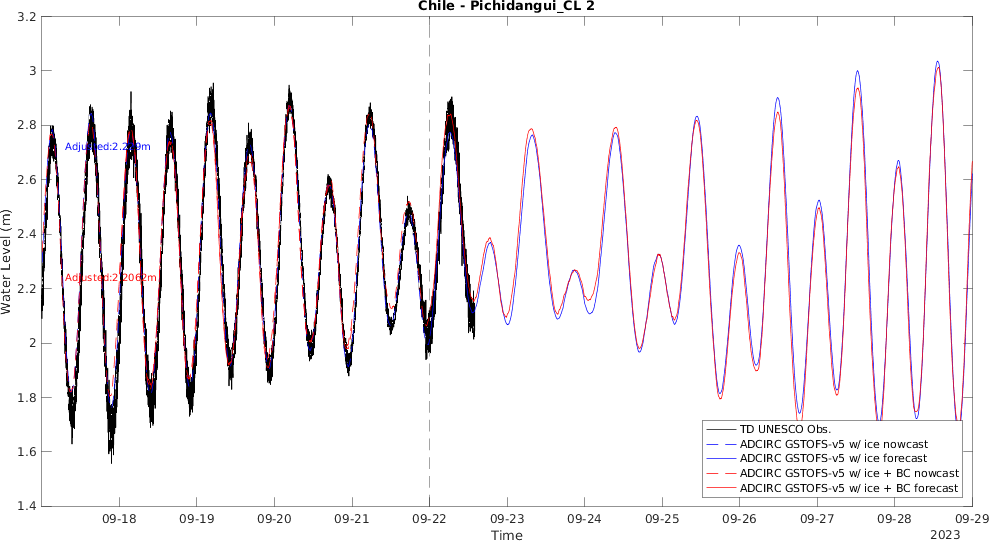 Chile - Pichidangui_CL 2
3.2
3
2.8
2.6
2.4
2.2
2
1.8
1.6
1.4
Water Level (m)
Adjusted:2.2062m
TD UNESCO Obs.
ADCIRC GSTOFS-v5 w/ ice nowcast
ADCIRC GSTOFS-v5 w/ ice forecast
ADCIRC GSTOFS-v5 w/ ice + BC nowcast
ADCIRC GSTOFS-v5 w/ ice + BC forecast
09-18 09-19 09-20 09-21 09-22 09-23 09-24 09-25 09-26 09-27 09-28 09-29
Time
2023